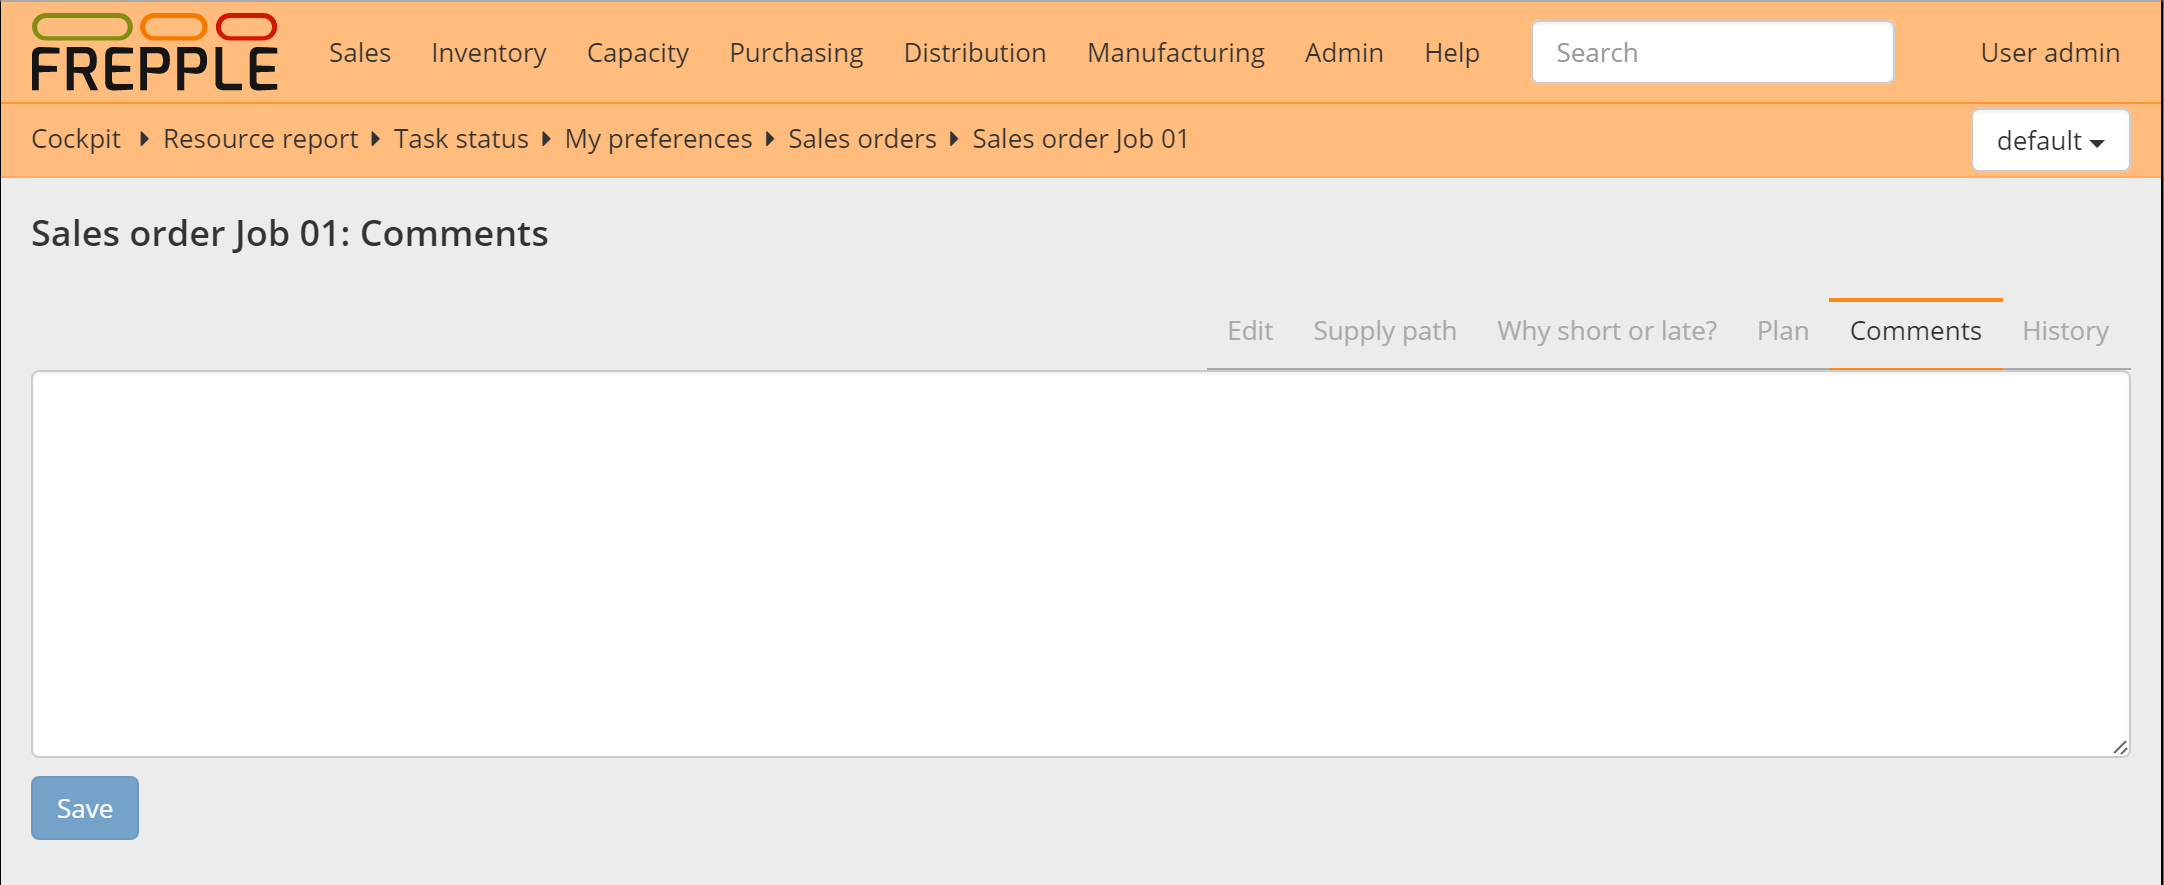 FREPPLE Sales Inventory Capacity Purchasing Distribution Manufacturing Admin Help Search User admin
Cockpit Resource report Task status My preferences Sales orders Sales order Job 01 default
Sales order Job 01: Comments
Edit Supply path Why short or late? Plan Comments History
Save